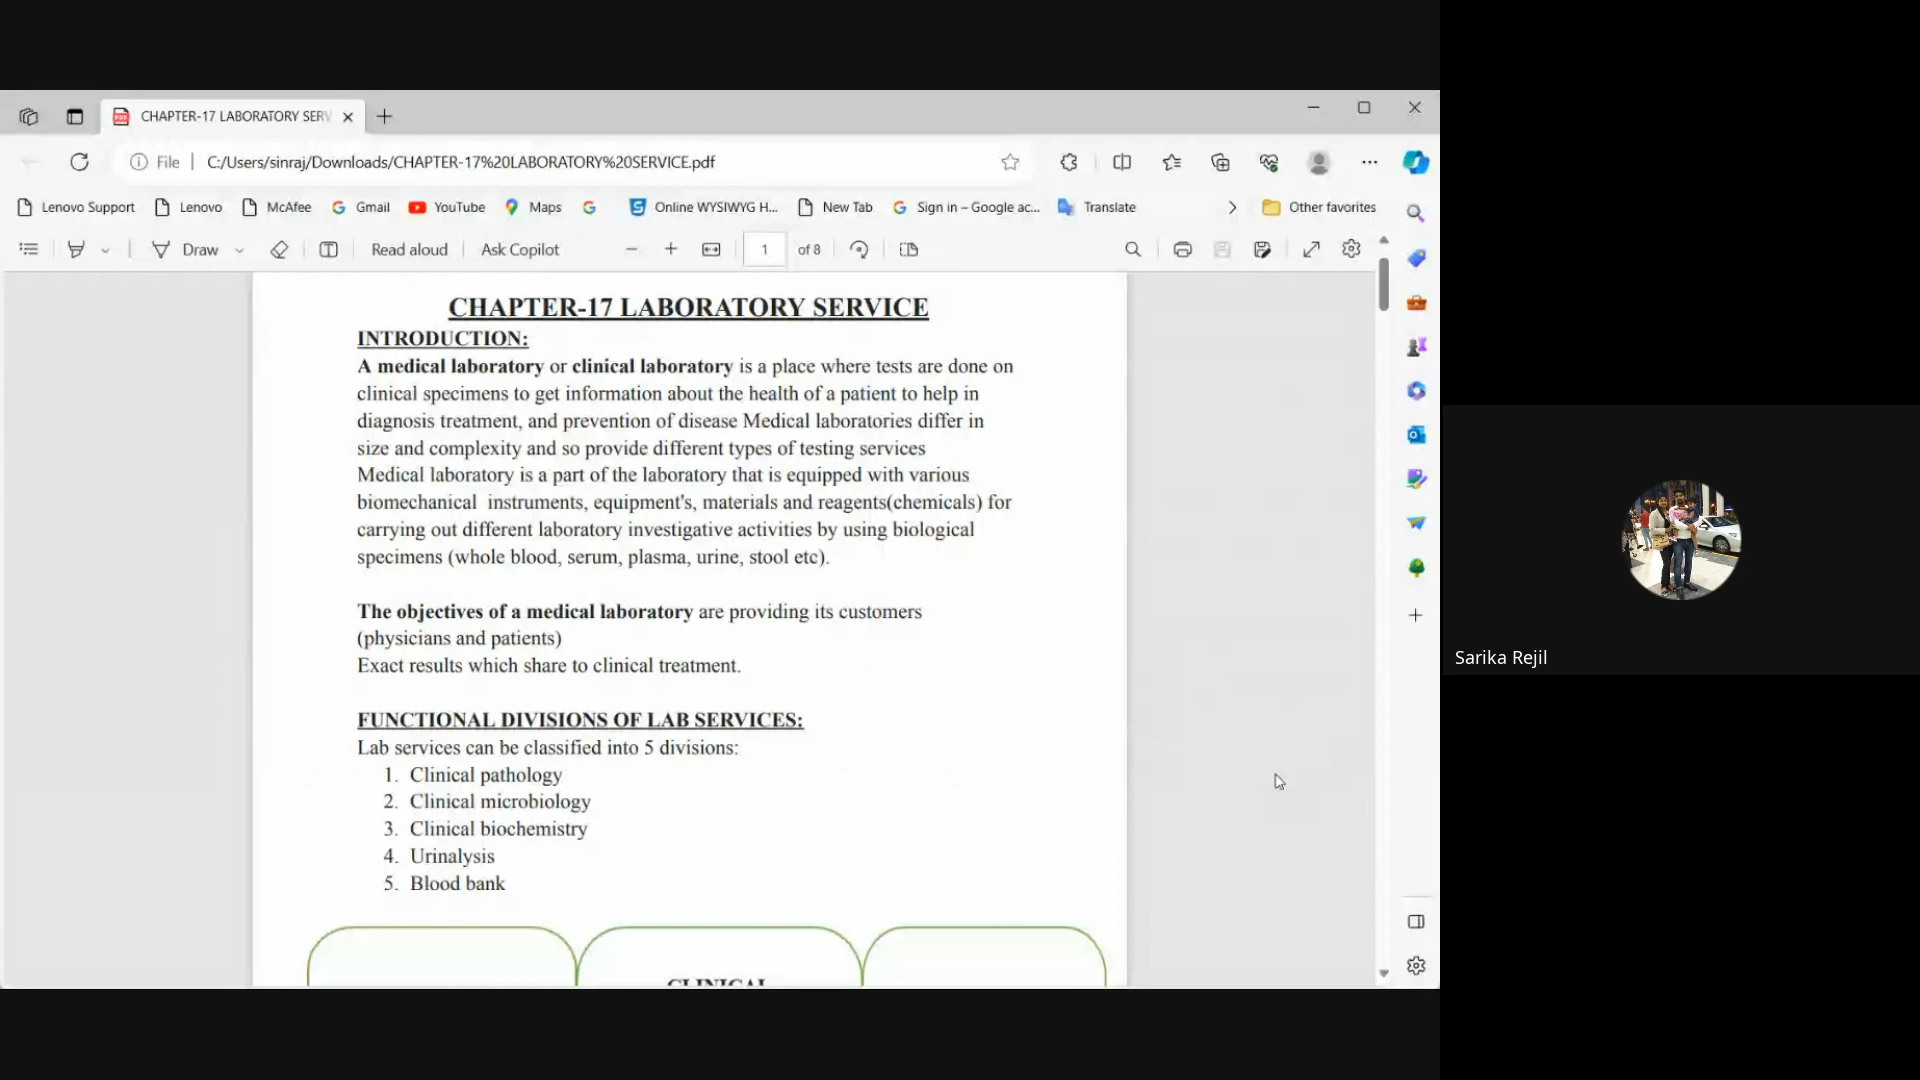 CHAPTER-17 LABORATORY SERV
File
C:/Users/sinraj/Downloads/CHAPTER-17%20LABORATORY%20SERVICE.pdf
Lenovo Support Lenovo McAfee Gmail YouTube Maps Online WYSIWYG H... New Tab Sign in – Google ac... Translate Other favorites
Draw Read aloud Ask Copilot 1 of 8
CHAPTER-17 LABORATORY SERVICE
INTRODUCTION:
A medical laboratory or clinical laboratory is a place where tests are done on
clinical specimens to get information about the health of a patient to help in
diagnosis treatment, and prevention of disease Medical laboratories differ in
size and complexity and so provide different types of testing services
Medical laboratory is a part of the laboratory that is equipped with various
biomechanical instruments, equipment's, materials and reagents(chemicals) for
carrying out different laboratory investigative activities by using biological
specimens (whole blood, serum, plasma, urine, stool etc).
The objectives of a medical laboratory are providing its customers
(physicians and patients)
Exact results which share to clinical treatment.
FUNCTIONAL DIVISIONS OF LAB SERVICES:
Lab services can be classified into 5 divisions:
1. Clinical pathology
2. Clinical microbiology
3. Clinical biochemistry
4. Urinalysis
5. Blood bank
CLINICAL
Sarika Rejil